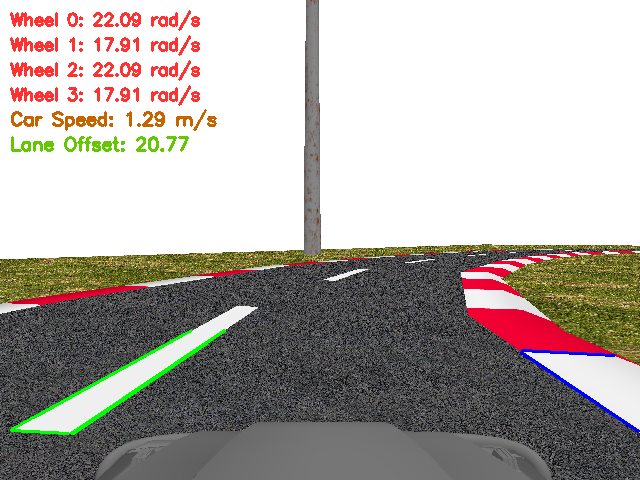 Wheel 0: 22.09 rad/s
Wheel 1: 17.91 rad/s
Wheel 2: 22.09 rad/s
Wheel 3: 17.91 rad/s
Car Speed: 1.29 m/s
Lane Offset: 20.77